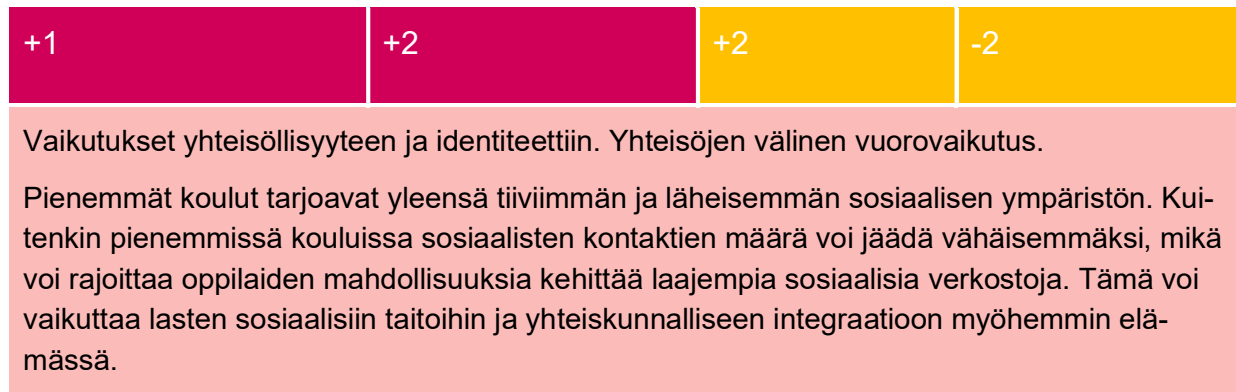 +1 +2 +2 -2
Vaikutukset yhteisöllisyyteen ja identiteettiin. Yhteisöjen välinen vuorovaikutus.
Pienemmät koulut tarjoavat yleensä tiiviimmän ja läheisemmän sosiaalisen ympäristön. Kui-
tenkin pienemmissä kouluissa sosiaalisten kontaktien määrä voi jäädä vähäisemmäksi, mikä
voi rajoittaa oppilaiden mahdollisuuksia kehittää laajempia sosiaalisia verkostoja. Tämä voi
vaikuttaa lasten sosiaalisiin taitoihin ja yhteiskunnalliseen integraatioon myöhemmin elä-
mässä.